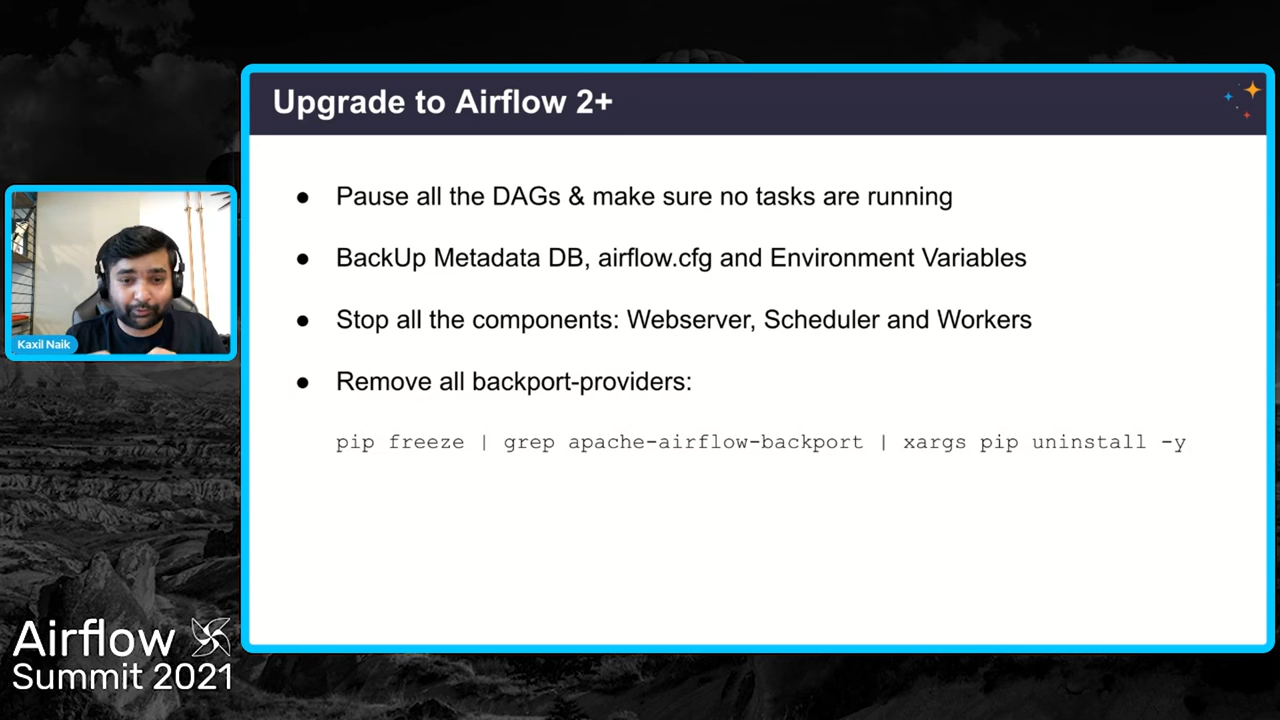 Upgrade to Airflow 2+
● Pause all the DAGs & make sure no tasks are running
● BackUp Metadata DB, airflow.cfg and Environment Variables
● Stop all the components: Webserver, Scheduler and Workers
● Remove all backport-providers:
pip freeze | grep apache-airflow-backport | xargs pip uninstall -y
Kaxil Naik
Airflow
Summit 2021